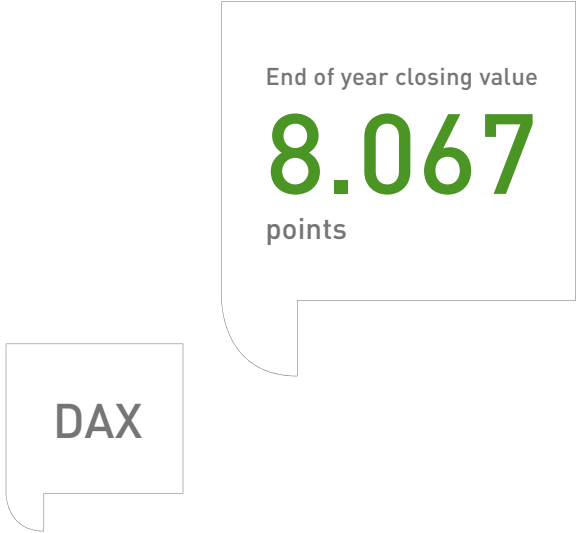 End of year closing value
8.067
points
DAX